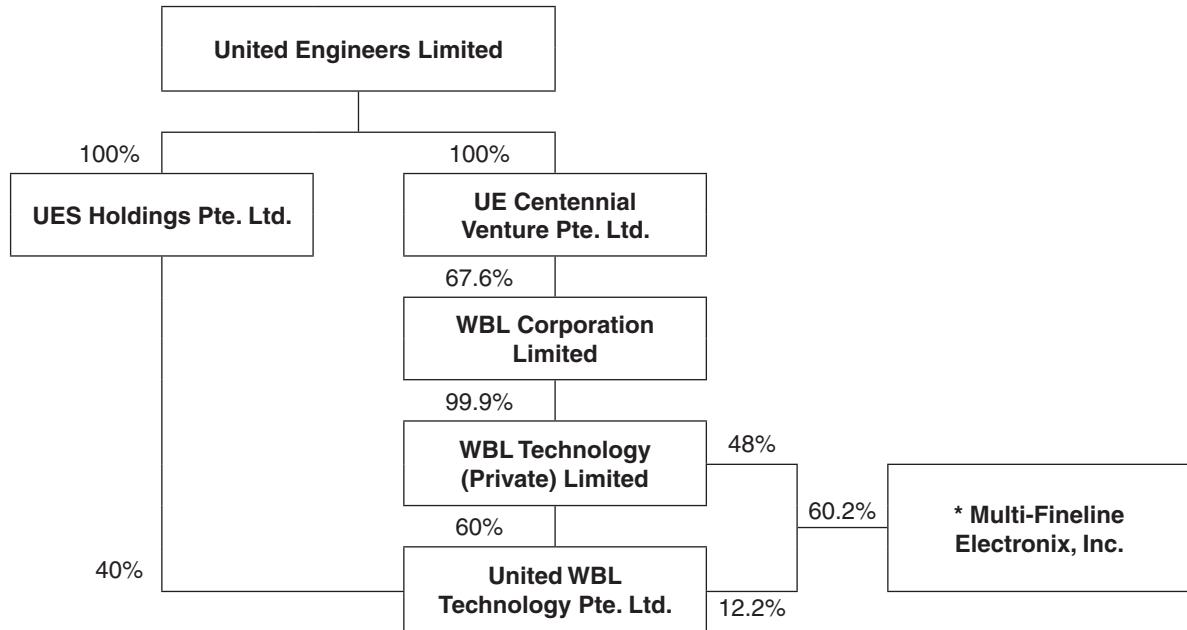 United Engineers Limited
100%
100%
UES Holdings Pte. Ltd.
UE Centennial
Venture Pte. Ltd.
67.6%
WBL Corporation
Limited
99.9%
WBL Technology
(Private) Limited
48%
60.2%
* Multi-Fineline
Electronix, Inc.
60%
40%
United WBL
Technology Pte. Ltd.
12.2%